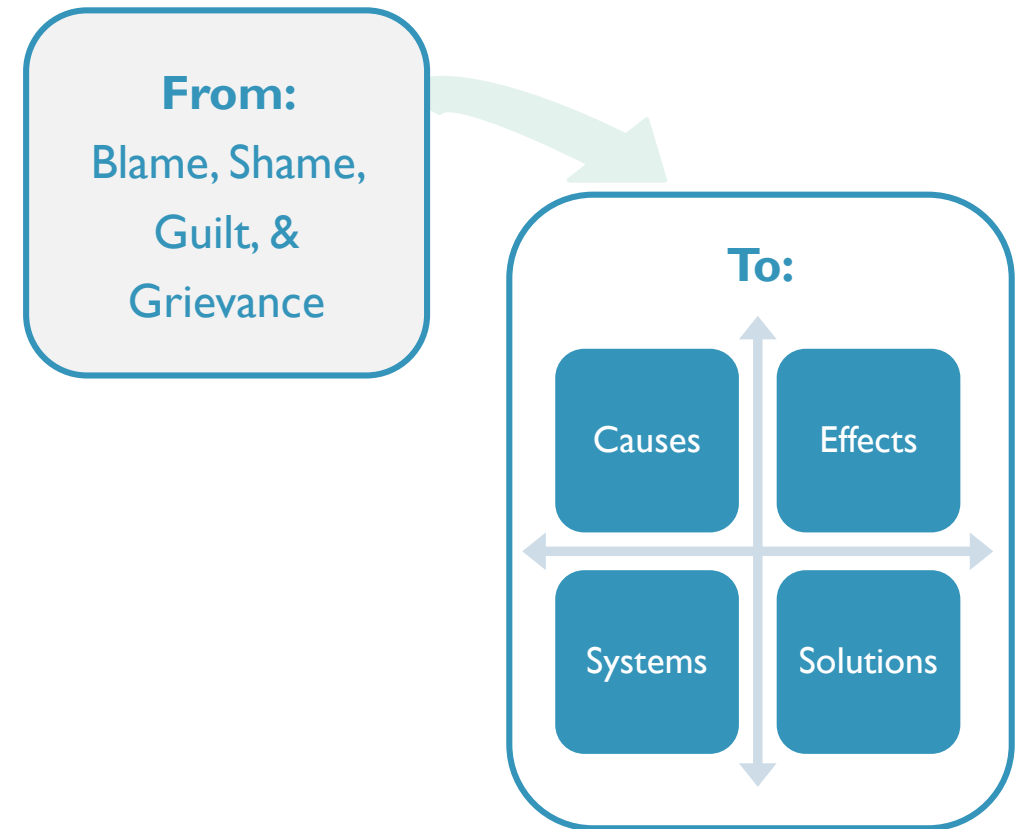 From:
Blame, Shame,
Guilt, &
Grievance
To:
Causes
Effects
Systems
Solutions